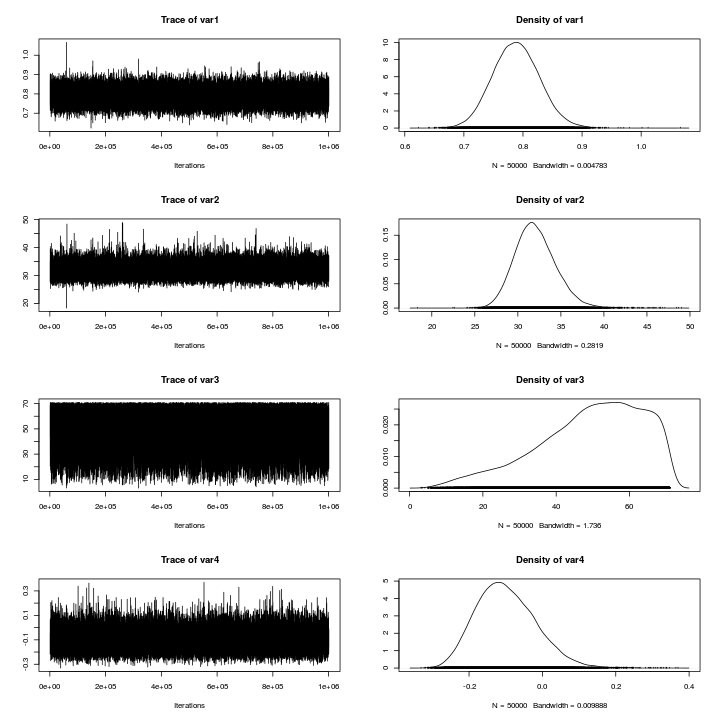 Trace of var1
1.0
0.9
0.8
0.7
0e+00 2e+05 4e+05 6e+05 8e+05 1e+06
Iterations
Density of var1
10
8
6
4
2
0
0.6 0.7 0.8 0.9 1.0
N = 50000 Bandwidth = 0.004783
Trace of var2
50
40
30
20
0e+00 2e+05 4e+05 6e+05 8e+05 1e+06
Iterations
Density of var2
0.15
0.10
0.05
0.00
20 25 30 35 40 45 50
N = 50000 Bandwidth = 0.2819
Trace of var3
70
50
30
10
0e+00 2e+05 4e+05 6e+05 8e+05 1e+06
Iterations
Density of var3
0.020
0.010
0.000
0 20 40 60
N = 50000 Bandwidth = 1.736
Trace of var4
0.3
0.1
-0.1
-0.3
0e+00 2e+05 4e+05 6e+05 8e+05 1e+06
Iterations
Density of var4
5
4
3
2
1
0
-0.2 0.0 0.2 0.4
N = 50000 Bandwidth = 0.009888